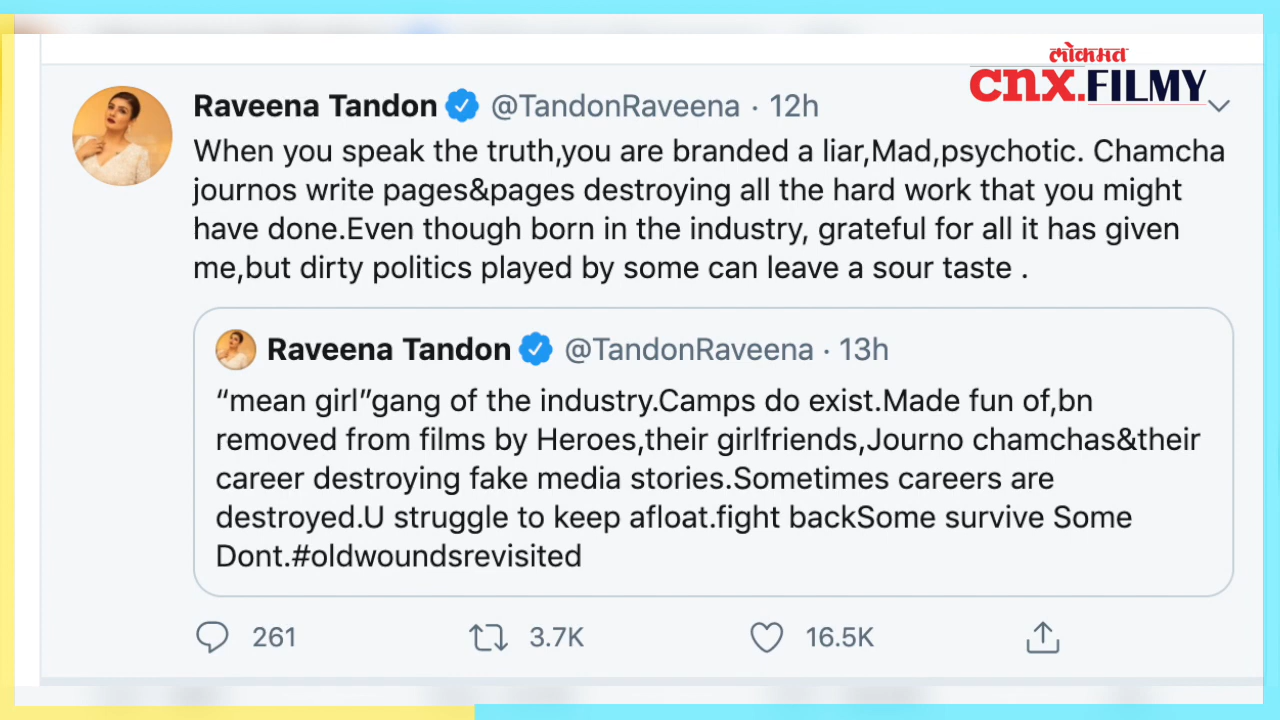 लोकमत
cnx.FILMY
Raveena Tandon @TandonRaveena · 12h
When you speak the truth,you are branded a liar,Mad,psychotic. Chamcha
journos write pages&pages destroying all the hard work that you might
have done.Even though born in the industry, grateful for all it has given
me,but dirty politics played by some can leave a sour taste .
Raveena Tandon @TandonRaveena · 13h
“mean girl”gang of the industry.Camps do exist.Made fun of,bn
removed from films by Heroes,their girlfriends,Journo chamchas&their
career destroying fake media stories.Sometimes careers are
destroyed.U struggle to keep afloat.fight backSome survive Some
Dont.#oldwoundsrevisited
261 3.7K 16.5K